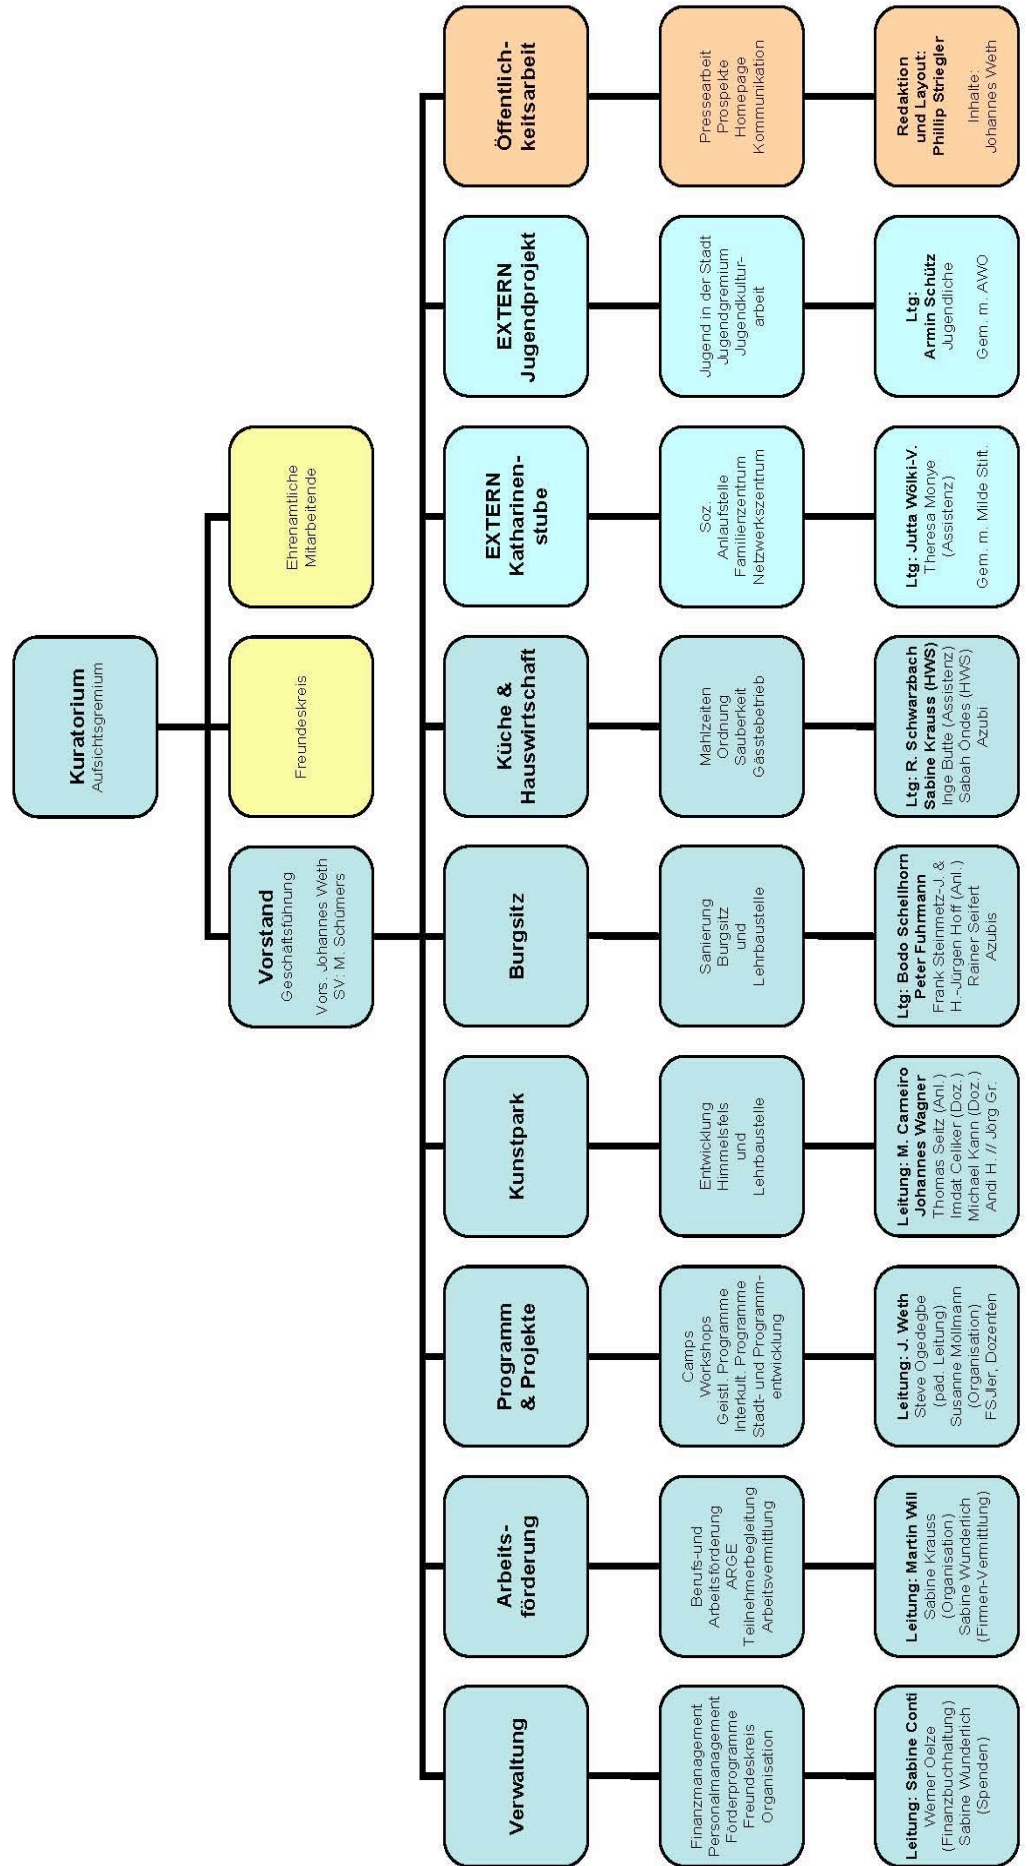 Kuratorium
Aufsichtsgremium
Vorstand
Geschäftsführung
Vors. Johannes Weth
SV: M. Schümers
Freundeskreis
Ehrenamtliche
Mitarbeitende
Verwaltung
Arbeits-
förderung
Programm
& Projekte
Kunstpark
Burgsitz
Küche &
Hauswirtschaft
EXTERN
Katharinen-
stube
EXTERN
Jugendprojekt
Öffentlich-
keitsarbeit
Finanzmanagement
Personalmanagement
Förderprogramme
Freundeskreis
Organisation
Berufs-und
Arbeitsförderung
ARGE
Teilnehmerbegleitung
Arbeitsvermittlung
Camps
Workshops
Geistl. Programme
Interkult. Programme
Stadt- und Programm-
entwicklung
Entwicklung
Himmelsfels
und
Lehrbaustelle
Sanierung
Burgsitz
und
Lehrbaustelle
Mahlzeiten
Ordnung
Sauberkeit
Gässtebetrieb
Soz.
Anlaufstelle
Familienzentrum
Netzwerkszentrum
Jugend in der Stadt
Jugendgremium
Jugendkultur-
arbeit
Pressearbeit
Prospekte
Homepage
Kommunikation
Leitung: Sabine Conti
Werner Oelze
(Finanzbuchhaltung)
Sabine Wunderlich
(Spenden)
Leitung: Martin Will
Sabine Krauss
(Organisation)
Sabine Wunderlich
(Firmen-Vermittlung)
Leitung: J. Weth
Steve Ogedegbe
(päd. Leitung)
Susanne Möllmann
(Organisation)
FSJler, Dozenten
Leitung: M. Cameiro
Johannes Wagner
Thomas Seitz (Anl.)
Imdat Celiker (Doz.)
Michael Kann (Doz.)
Andi H. // Jörg Gr.
Ltg: Bodo Schellhorn
Peter Fuhrmann
Frank Steinmetz-J. &
H.-Jürgen Hoff (Anl.)
Rainer Seifert
Azubis
Ltg: R. Schwarzbach
Sabine Krauss (HWS)
Inge Butte (Assistenz)
Sabah Öndes (HWS)
Azubi
Ltg: Jutta Wölki-V.
Theresa Monye
(Assistenz)
Gem. m. Milde Stift.
Ltg:
Armin Schütz
Jugendliche
Gem. m. AWO
Redaktion
und Layout:
Phillip Striegler
Inhalte:
Johannes Weth